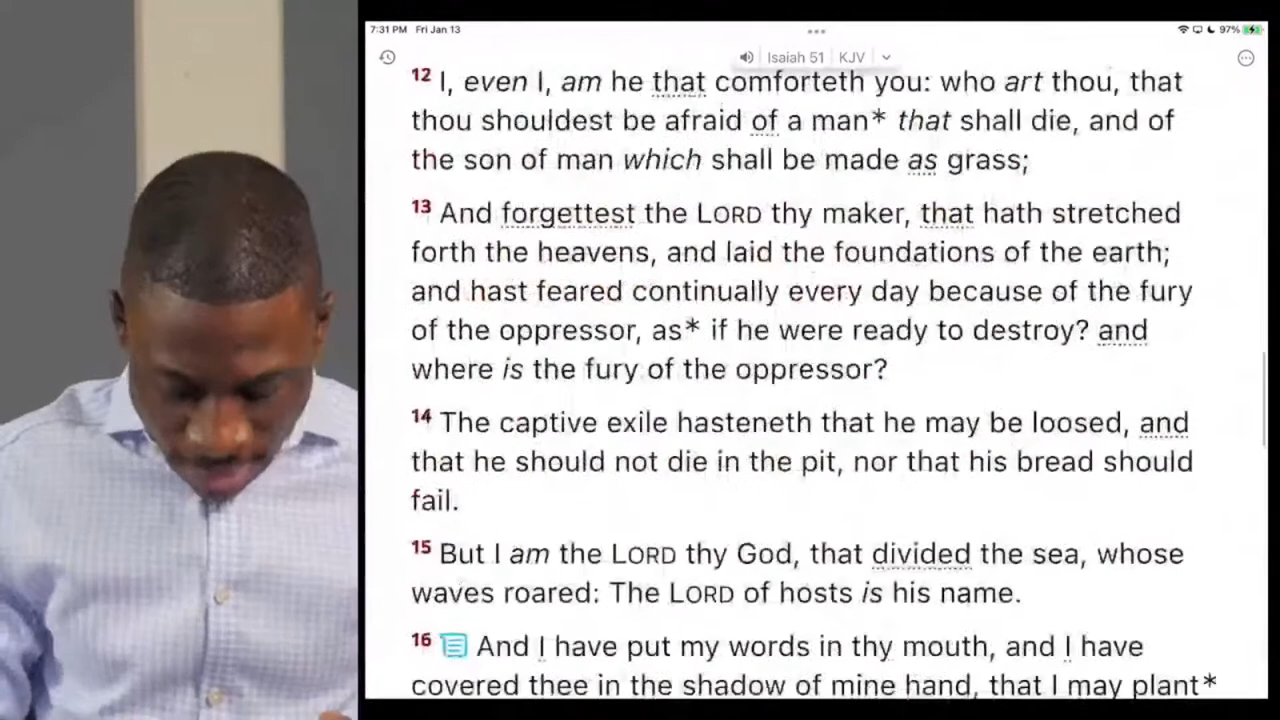 7:31 PM Fri Jan 13
97%
Isaiah 51 KJV
12 I, even I, am he that comforteth you: who art thou, that
thou shouldest be afraid of a man* that shall die, and of
the son of man which shall be made as grass;
13 And forgettest the LORD thy maker, that hath stretched
forth the heavens, and laid the foundations of the earth;
and hast feared continually every day because of the fury
of the oppressor, as* if he were ready to destroy? and
where is the fury of the oppressor?
14 The captive exile hasteneth that he may be loosed, and
that he should not die in the pit, nor that his bread should
fail.
15 But I am the LORD thy God, that divided the sea, whose
waves roared: The LORD of hosts is his name.
16 And I have put my words in thy mouth, and I have
covered thee in the shadow of mine hand, that I may plant*